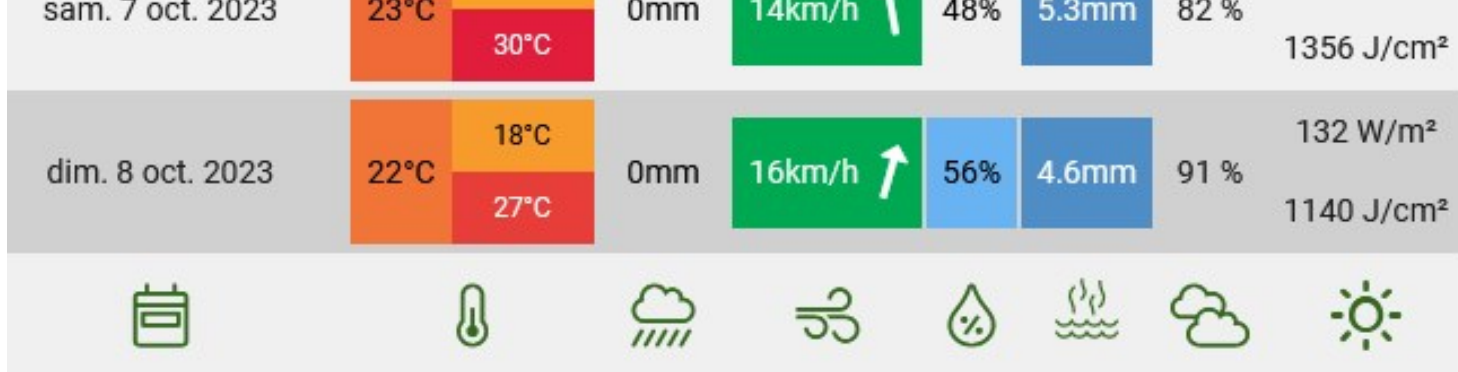 sam. 7 oct. 2023 23°C 0mm 14km/h 48% 5.3mm 82 %
30°C 1356 J/cm²
18°C 132 W/m²
dim. 8 oct. 2023 22°C 0mm 16km/h 56% 4.6mm 91 %
27°C 1140 J/cm²
%